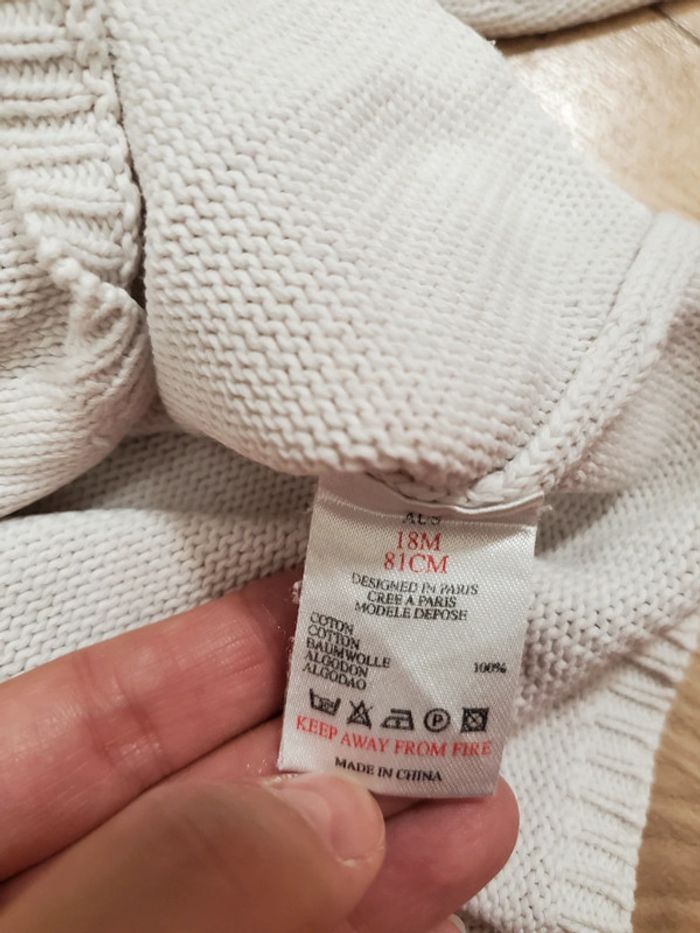 18M
81CM
DESIGNED IN PARIS
CREE A PARIS
MODELE DEPOSE
COTON
COTTON
BAUMWOLLE
ALGODON
ALGODAO
100%
P
KEEP AWAY FROM FIRE
MADE IN CHINA